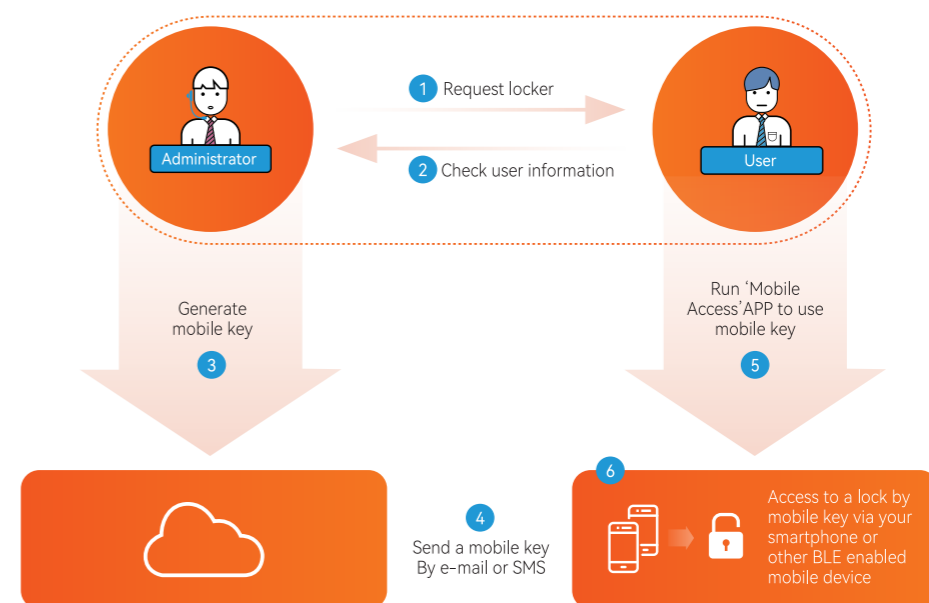 1 Request locker
Administrator
User
2 Check user information
Generate
mobile key
3
Run ‘Mobile
Access’APP to use
mobile key
5
4
Send a mobile key
By e-mail or SMS
6
Access to a lock by
mobile key via your
smartphone or
other BLE enabled
mobile device